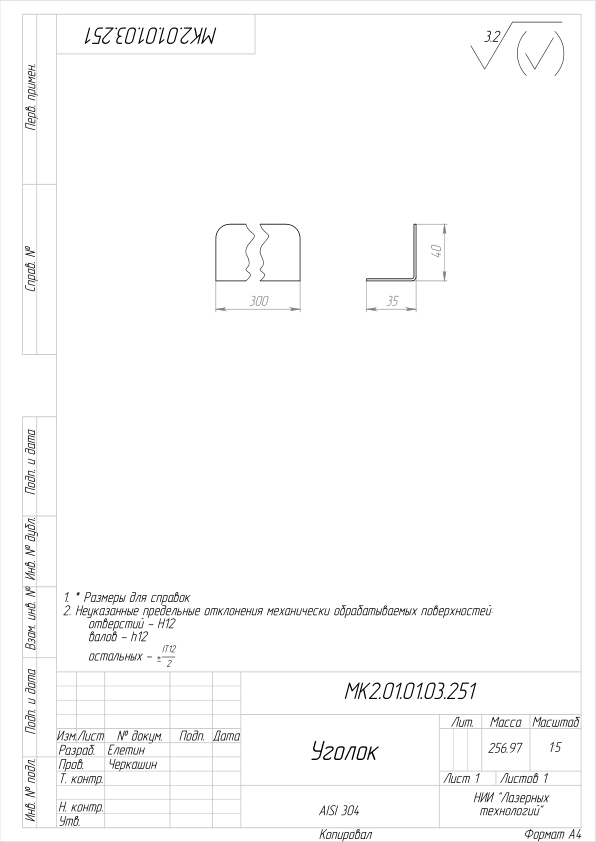 МК2.01.01.03.251
3.2
Перв. примен.
Справ. №
40
300
35
Подп. и дата
Инв. № дубл.
Взам. инв. №
Подп. и дата
Инв. № подл.
1. * Размеры для справок
2. Неуказанные предельные отклонения механически обрабатываемых поверхностей:
отверстий – H12
валов – h12
остальных – ± IT12/2
МК2.01.01.03.251
Изм. Лист № докум. Подп. Дата
Разраб. Елетин
Пров. Черкашин
Т. контр.
Н. контр.
Утв.
Уголок
Лит. Масса Масштаб
256.97 1:5
Лист 1 Листов 1
AISI 304
НИИ "Лазерных
технологий"
Копировал Формат А4